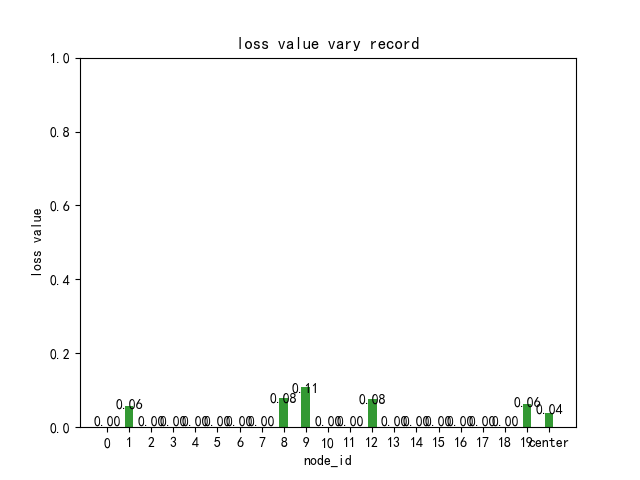 loss value vary record
1.0
0.8
0.6
0.4
0.2
0.0
loss value
0.00 0.06 0.00 0.00 0.00 0.00 0.00 0.00 0.08 0.11 0.00 0.00 0.08 0.00 0.00 0.00 0.00 0.00 0.00 0.06 0.04
0 1 2 3 4 5 6 7 8 9 10 11 12 13 14 15 16 17 18 19 center
node_id